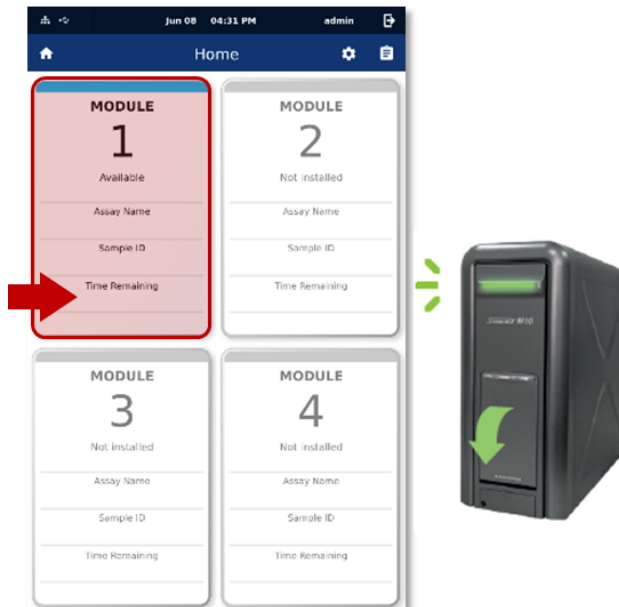 Jun 08 04:31 PM admin
Home
MODULE
1
Available
Assay Name
Sample ID
Time Remaining
MODULE
2
Not installed
Assay Name
Sample ID
Time Remaining
M10
MODULE
3
Not installed
Assay Name
Sample ID
Time Remaining
MODULE
4
Not installed
Assay Name
Sample ID
Time Remaining